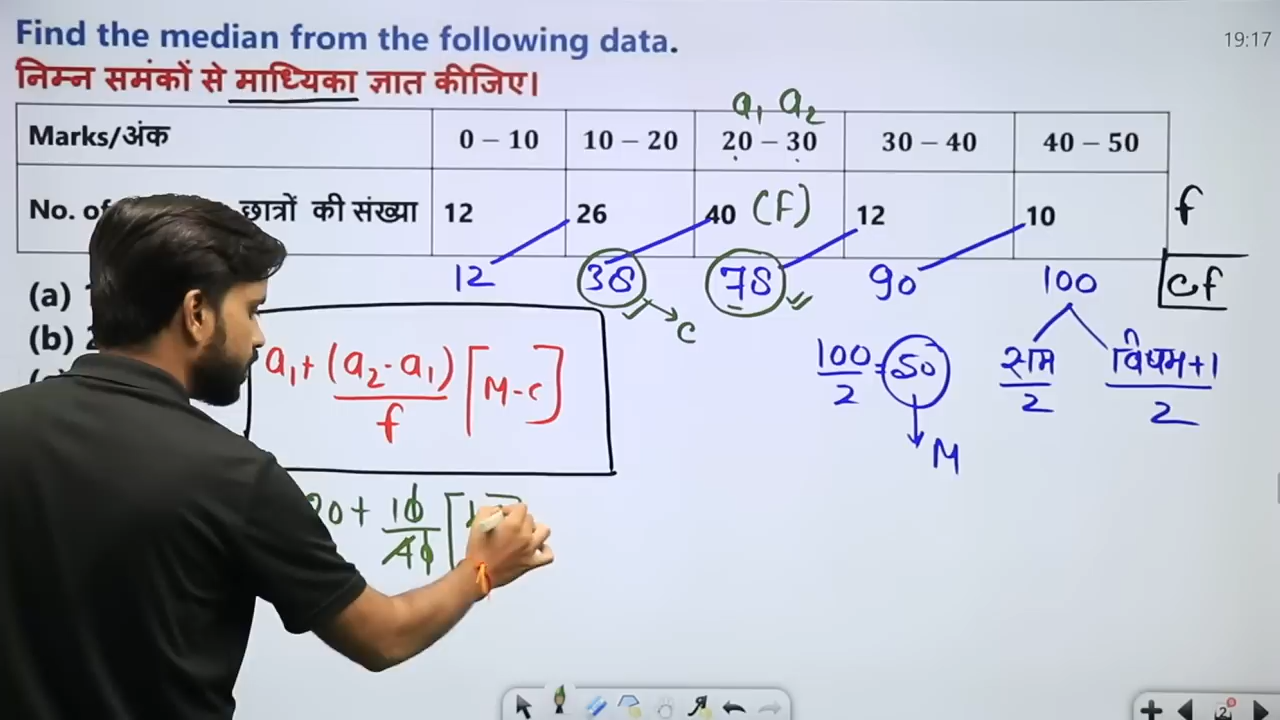 Find the median from the following data.
19:17
निम्न समंकों से माध्यिका ज्ञात कीजिए।
a₁ a₂
Marks/अंक 0 – 10 10 – 20 20 – 30 30 – 40 40 – 50
No. of छात्रों की संख्या 12 26 40 (F) 12 10 f
12 38 78 90 100 cf
(a)
(b)
c
a₁ + (a₂ - a₁) / f [M - c]
100/2 = 50
सम/2 विषम+1/2
M
20 + 10/40 [